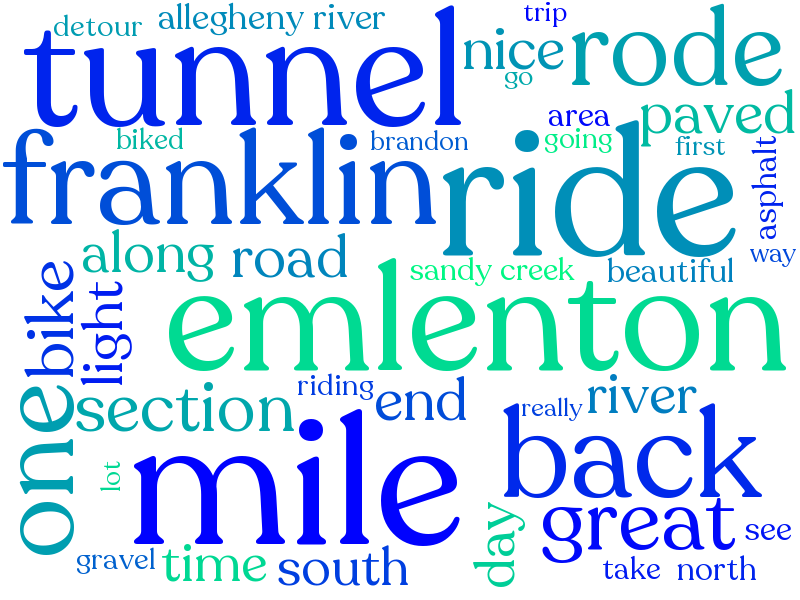 detour
allegheny river
trip
tunnel
nice
rode
go
paved
biked
brandon
area
going
first
asphalt
franklin
ride
way
along
road
sandy creek
beautiful
bike
light
emlenton
one
section
riding
end
really
river
lot
mile
back
day
great
see
gravel
time
south
take
north